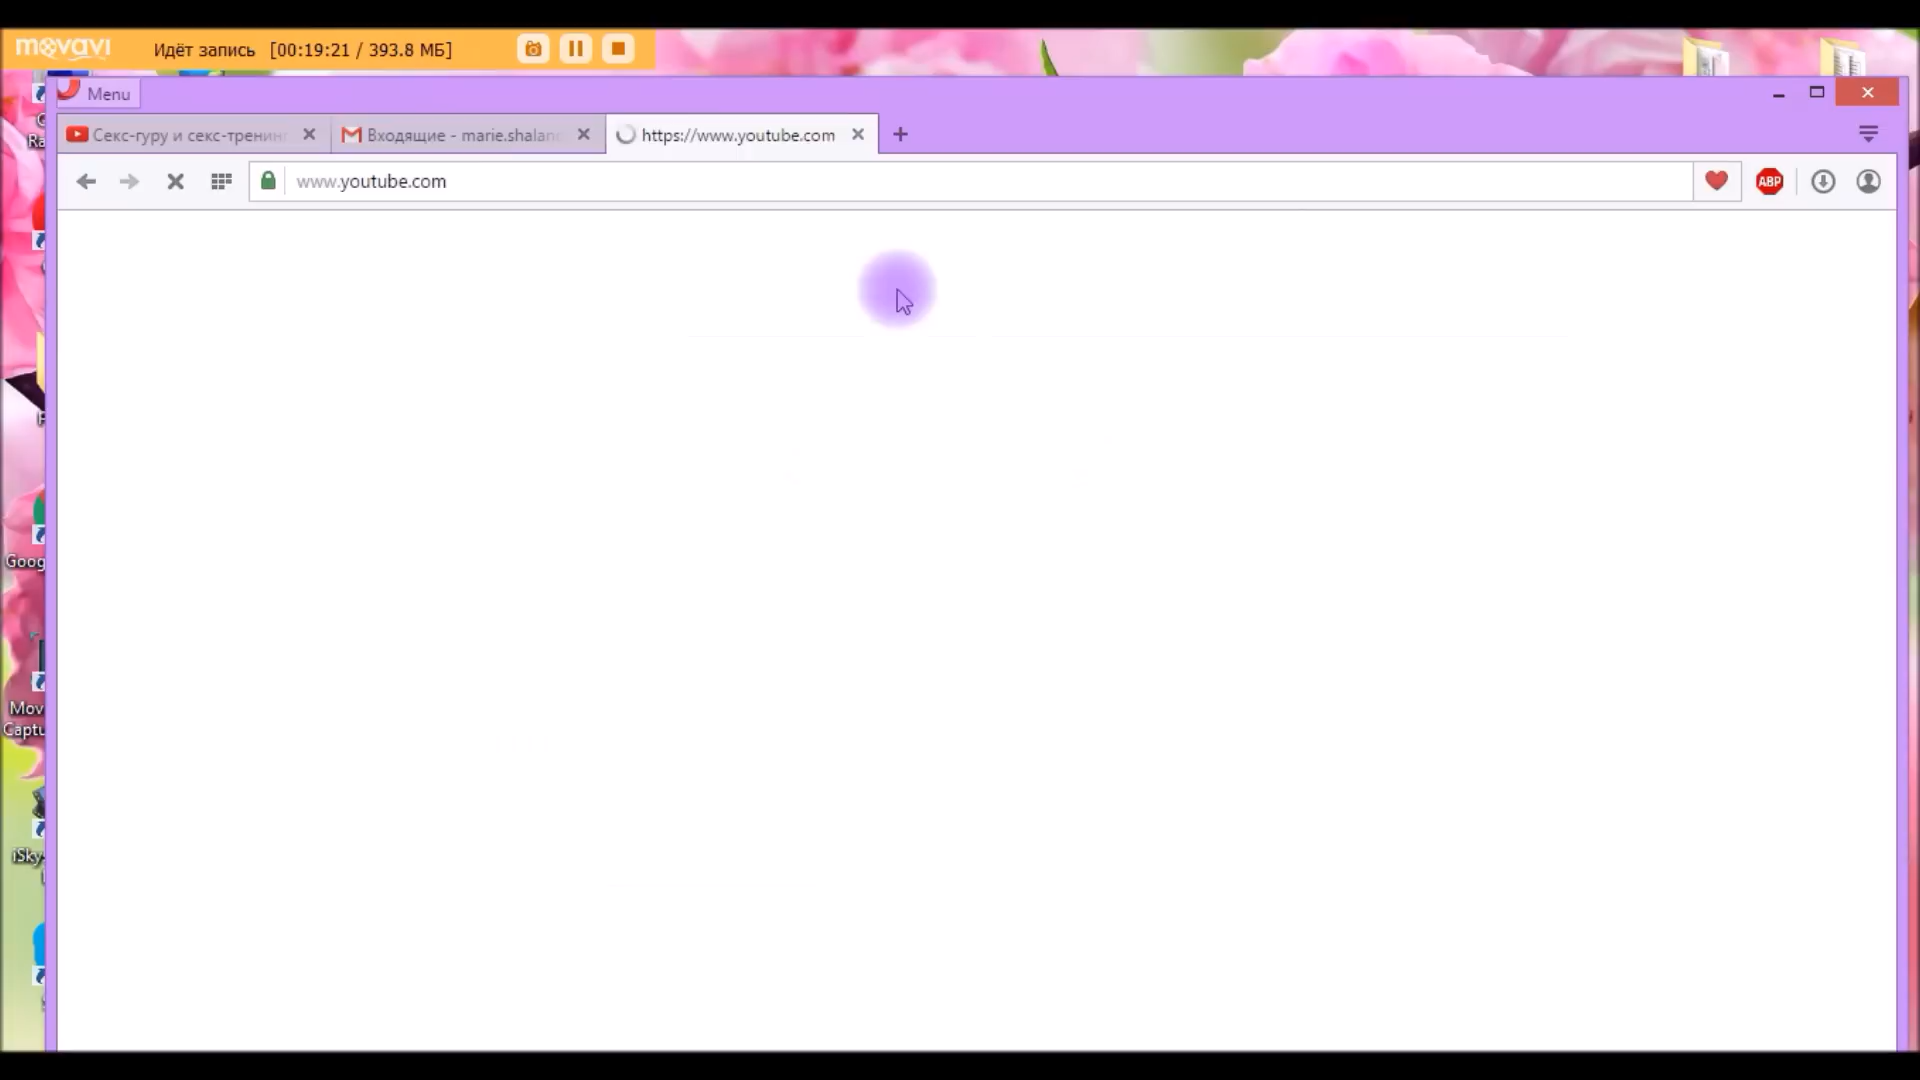 movavi Идёт запись [00:19:21 / 393.8 МБ]
Menu
Секс-гуру и секс-тренин
Входящие - marie.shalan
https://www.youtube.com
www.youtube.com
ABP
Goog
Mov
Captu
iSky